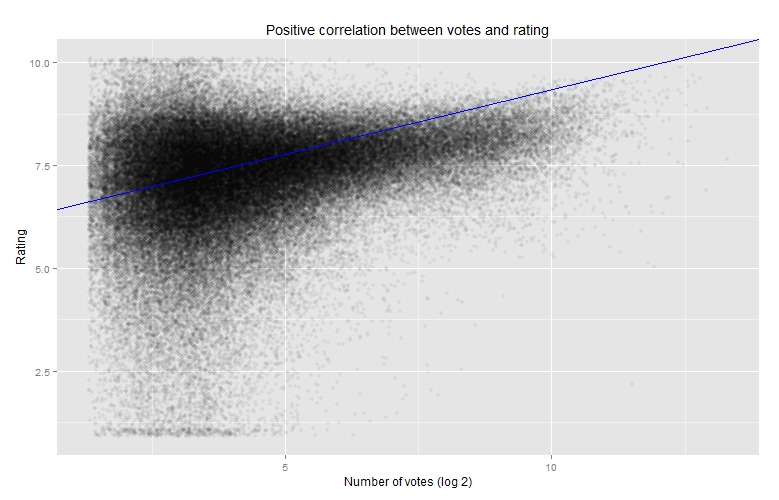 Positive correlation between votes and rating
10.0
7.5
5.0
2.5
Rating
5
10
Number of votes (log 2)